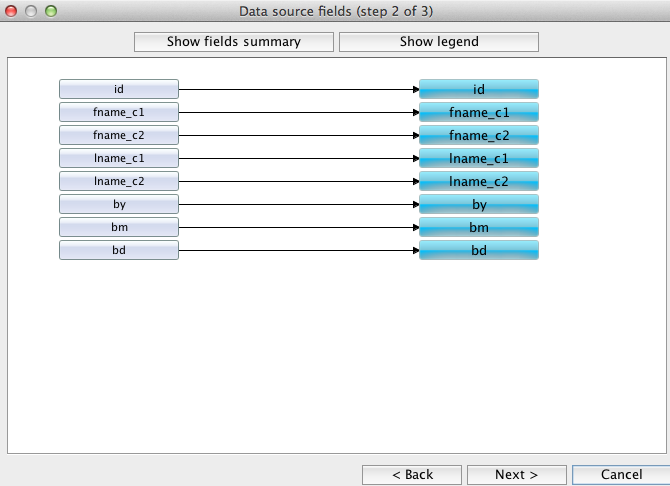 Data source fields (step 2 of 3)
Show fields summary Show legend
id id
fname_c1 fname_c1
fname_c2 fname_c2
lname_c1 lname_c1
lname_c2 lname_c2
by by
bm bm
bd bd
< Back Next > Cancel